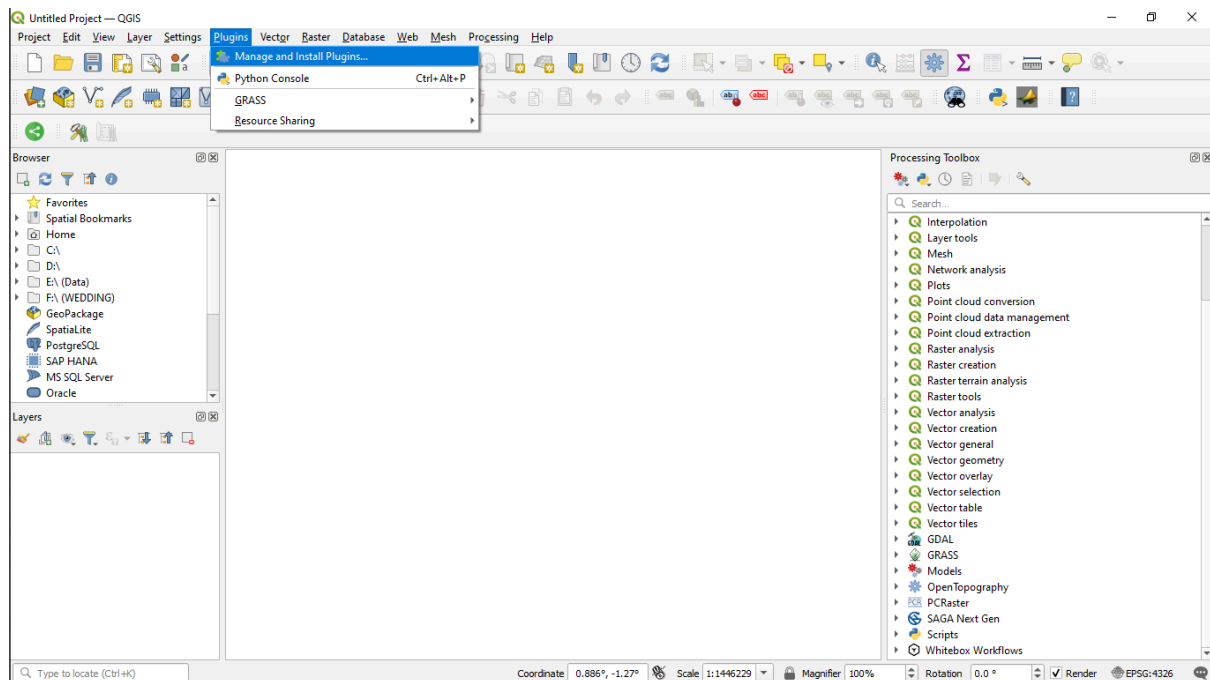 Untitled Project — QGIS
Project Edit View Layer Settings Plugins Vector Raster Database Web Mesh Processing Help
Manage and Install Plugins...
Python Console Ctrl+Alt+P
GRASS
Resource Sharing
Browser
Favorites
Spatial Bookmarks
Home
C:\
D:\
E:\ (Data)
F:\ (WEDDING)
GeoPackage
SpatiaLite
PostgreSQL
SAP HANA
MS SQL Server
Oracle
Layers
Processing Toolbox
Search...
Interpolation
Layer tools
Mesh
Network analysis
Plots
Point cloud conversion
Point cloud data management
Point cloud extraction
Raster analysis
Raster creation
Raster terrain analysis
Raster tools
Vector analysis
Vector creation
Vector general
Vector geometry
Vector overlay
Vector selection
Vector table
Vector tiles
GDAL
GRASS
Models
OpenTopography
PCRaster
SAGA Next Gen
Scripts
Whitebox Workflows
Type to locate (Ctrl+K) Coordinate 0.886°, -1.27° Scale 1:1446229 Magnifier 100% Rotation 0.0 ° Render EPSG:4326